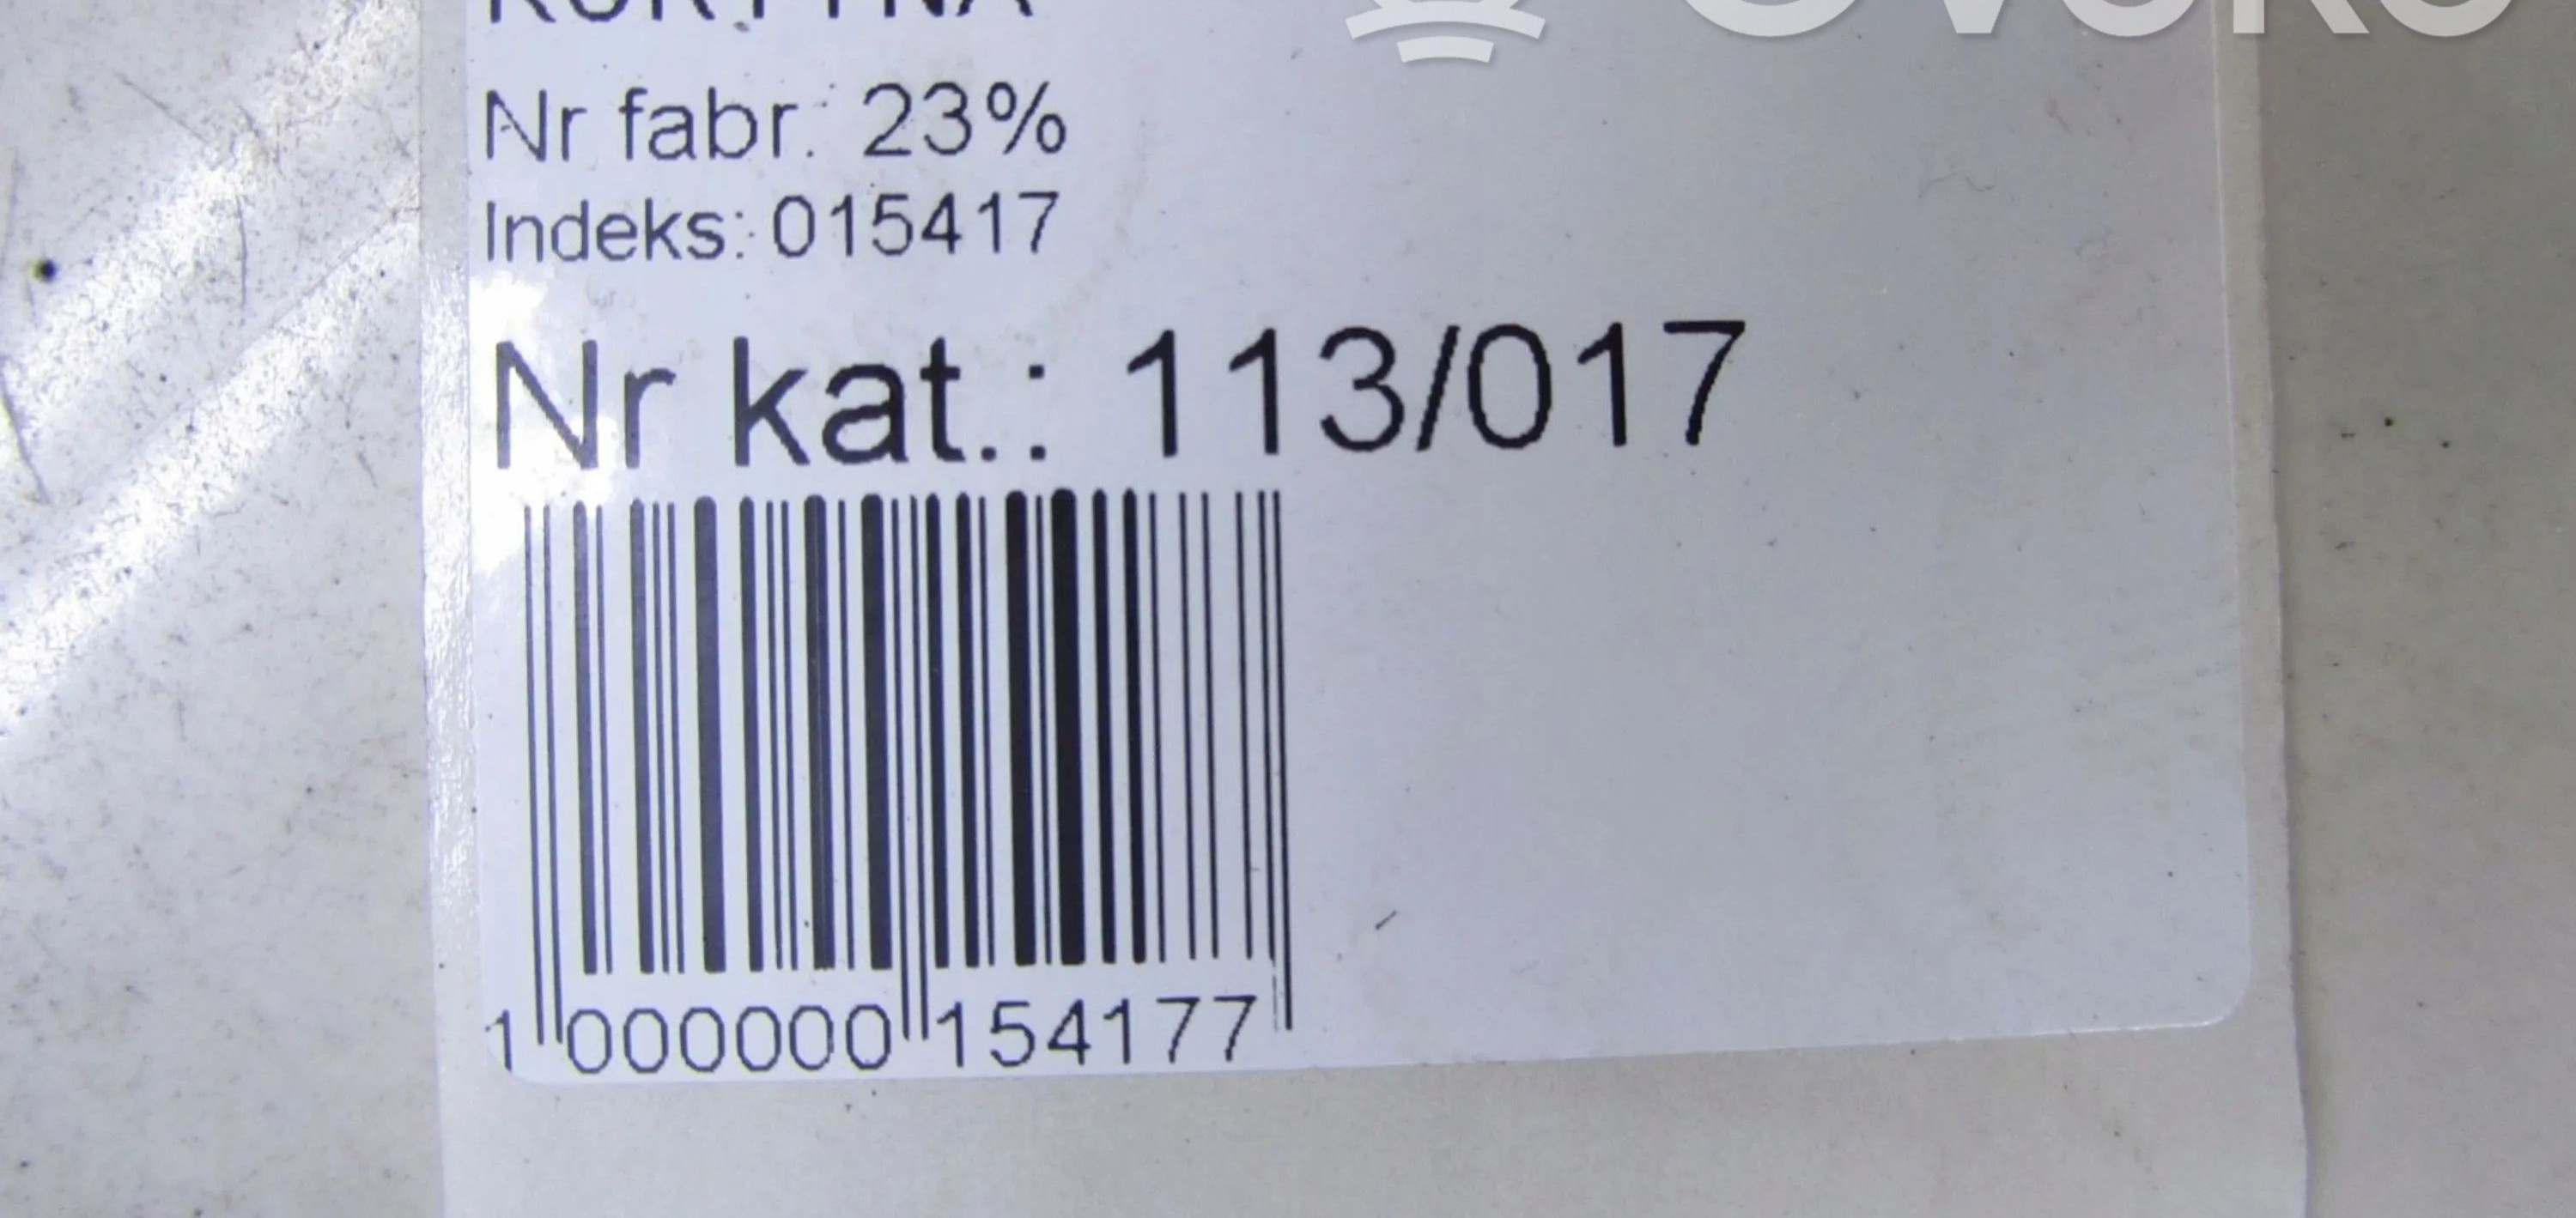 Nr fabr.: 23%
Indeks: 015417
Nr kat.: 113/017
1 000000 154177